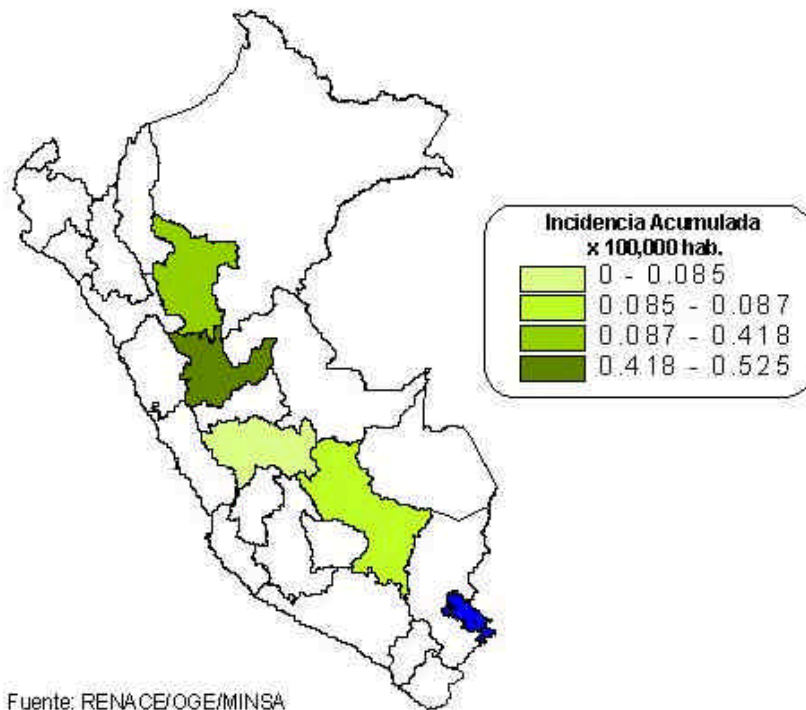 Incidencia Acumulada
x 100,000 hab.
0 - 0.085
0.085 - 0.087
0.087 - 0.418
0.418 - 0.525
Fuente: RENACE/OGE/MINSA